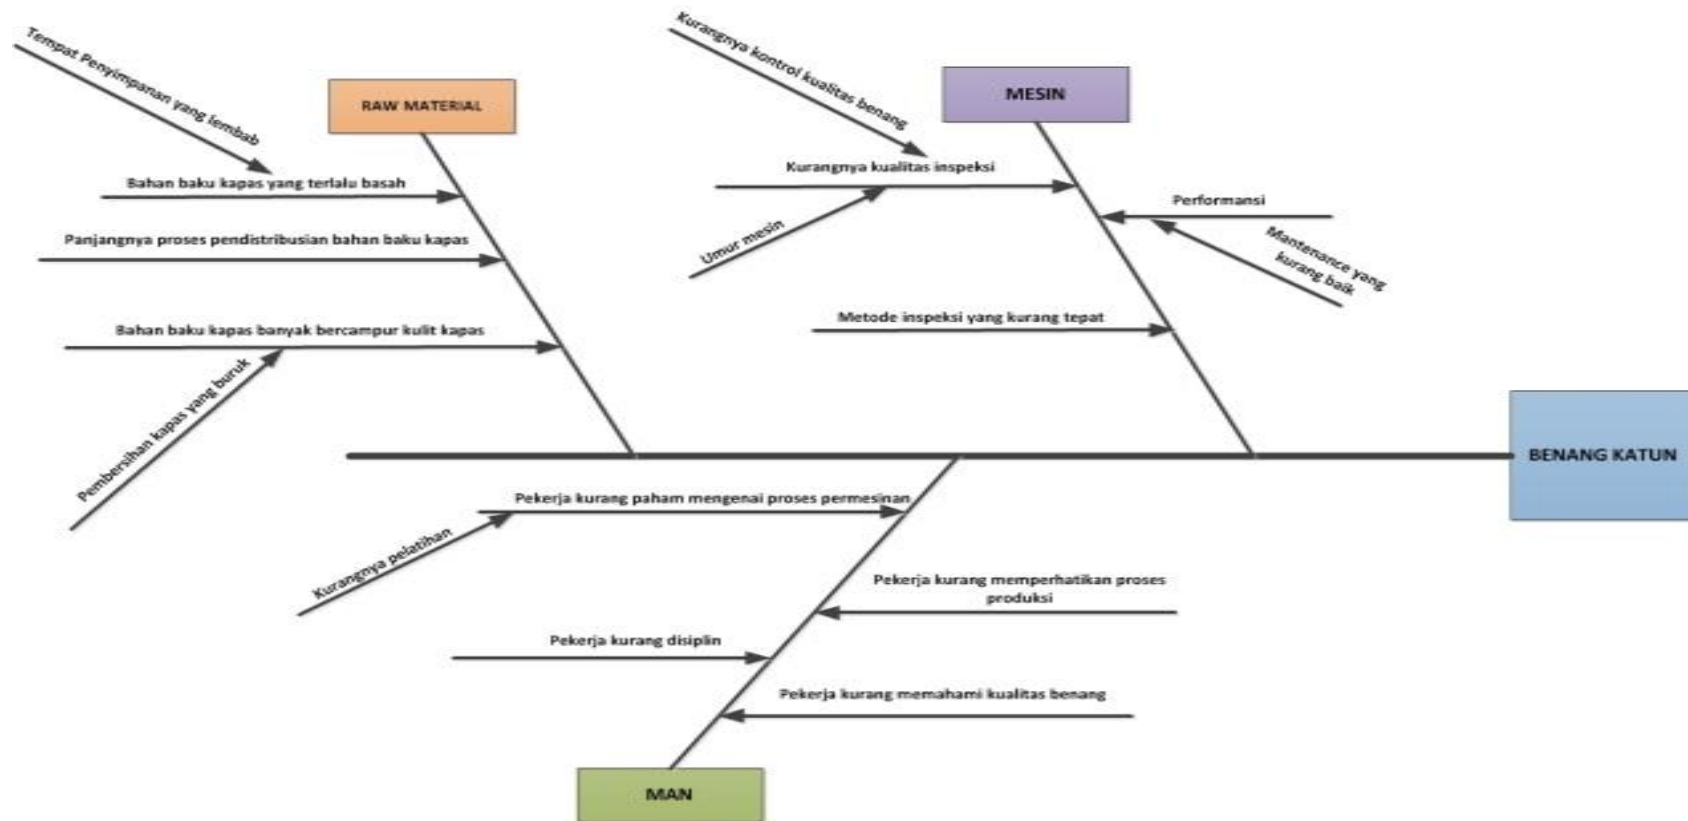 Tempat Penyimpanan yang lembab
RAW MATERIAL
Bahan baku kapas yang terlalu basah
Panjangnya proses pendistribusian bahan baku kapas
Bahan baku kapas banyak bercampur kulit kapas
Pembersihan kapas yang buruk
Kurangnya kontrol kualitas benang
MESIN
Kurangnya kualitas inspeksi
Umur mesin
Performansi
Mantenance yang
kurang baik
Metode inspeksi yang kurang tepat
BENANG KATUN
Pekerja kurang paham mengenai proses permesinan
Kurangnya pelatihan
Pekerja kurang memperhatikan proses
produksi
Pekerja kurang disiplin
Pekerja kurang memahami kualitas benang
MAN